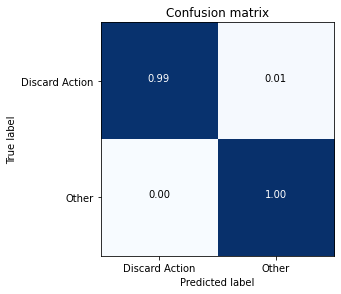 Confusion matrix
Discard Action 0.99 0.01
True label
Other 0.00 1.00
Discard Action Other
Predicted label